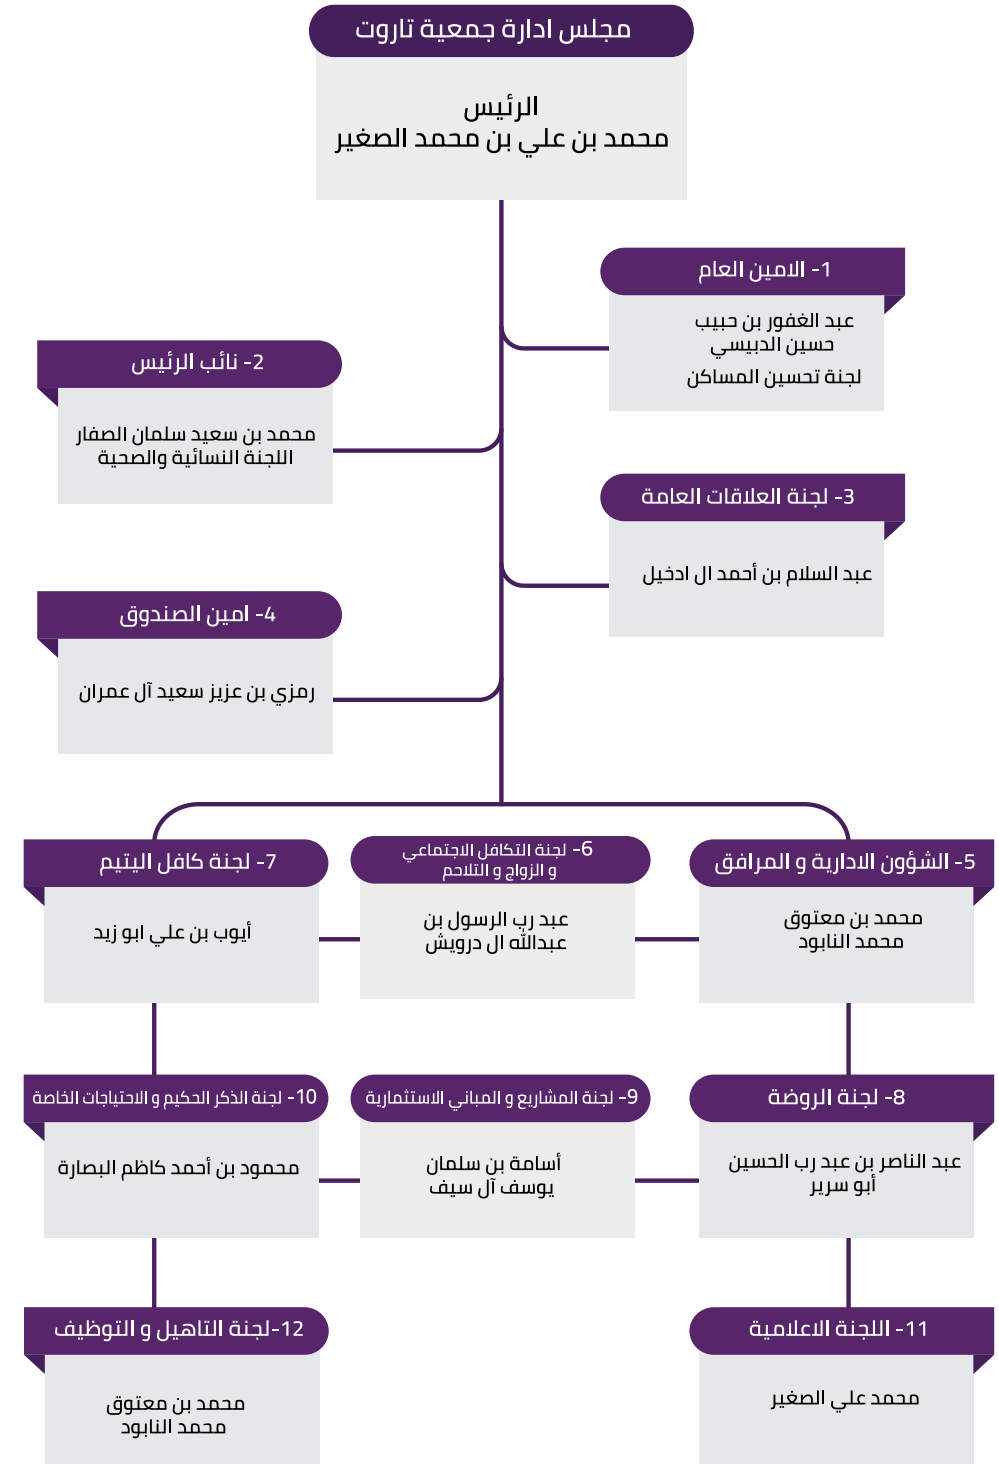 مجلس ادارة جمعية تاروت
الرئيس
محمد بن علي بن محمد الصغير
1- الامين العام
عبد الغفور بن حبيب
حسين الدبيسي
لجنة تحسين المساكن
2- نائب الرئيس
محمد بن سعيد سلمان الصفار
اللجنة النسائية والصحية
3- لجنة العلاقات العامة
عبد السلام بن أحمد ال ادخيل
4- امين الصندوق
رمزي بن عزيز سعيد آل عمران
5- الشؤون الادارية و المرافق
محمد بن معتوق
محمد النابود
6- لجنة التكافل الاجتماعي
و الزواج و التلاحم
عبد رب الرسول بن
عبدالله ال درويش
7- لجنة كافل اليتيم
أيوب بن علي ابو زيد
8- لجنة الروضة
عبد الناصر بن عبد رب الحسين
أبو سرير
9- لجنة المشاريع و المباني الاستثمارية
أسامة بن سلمان
يوسف آل سيف
10- لجنة الذكر الحكيم و الاحتياجات الخاصة
محمود بن أحمد كاظم البصارة
11- اللجنة الاعلامية
محمد علي الصغير
12-لجنة التاهيل و التوظيف
محمد بن معتوق
محمد النابود